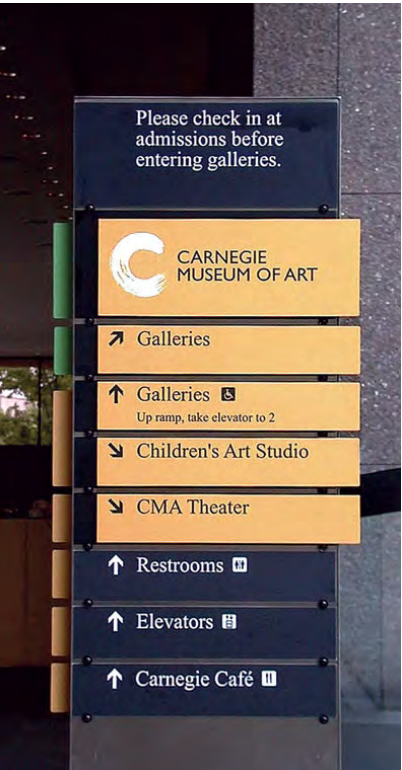 Please check in at
admissions before
entering galleries.
CARNEGIE
MUSEUM OF ART
Galleries
Galleries
Up ramp, take elevator to 2
Children's Art Studio
CMA Theater
Restrooms
Elevators
Carnegie Café